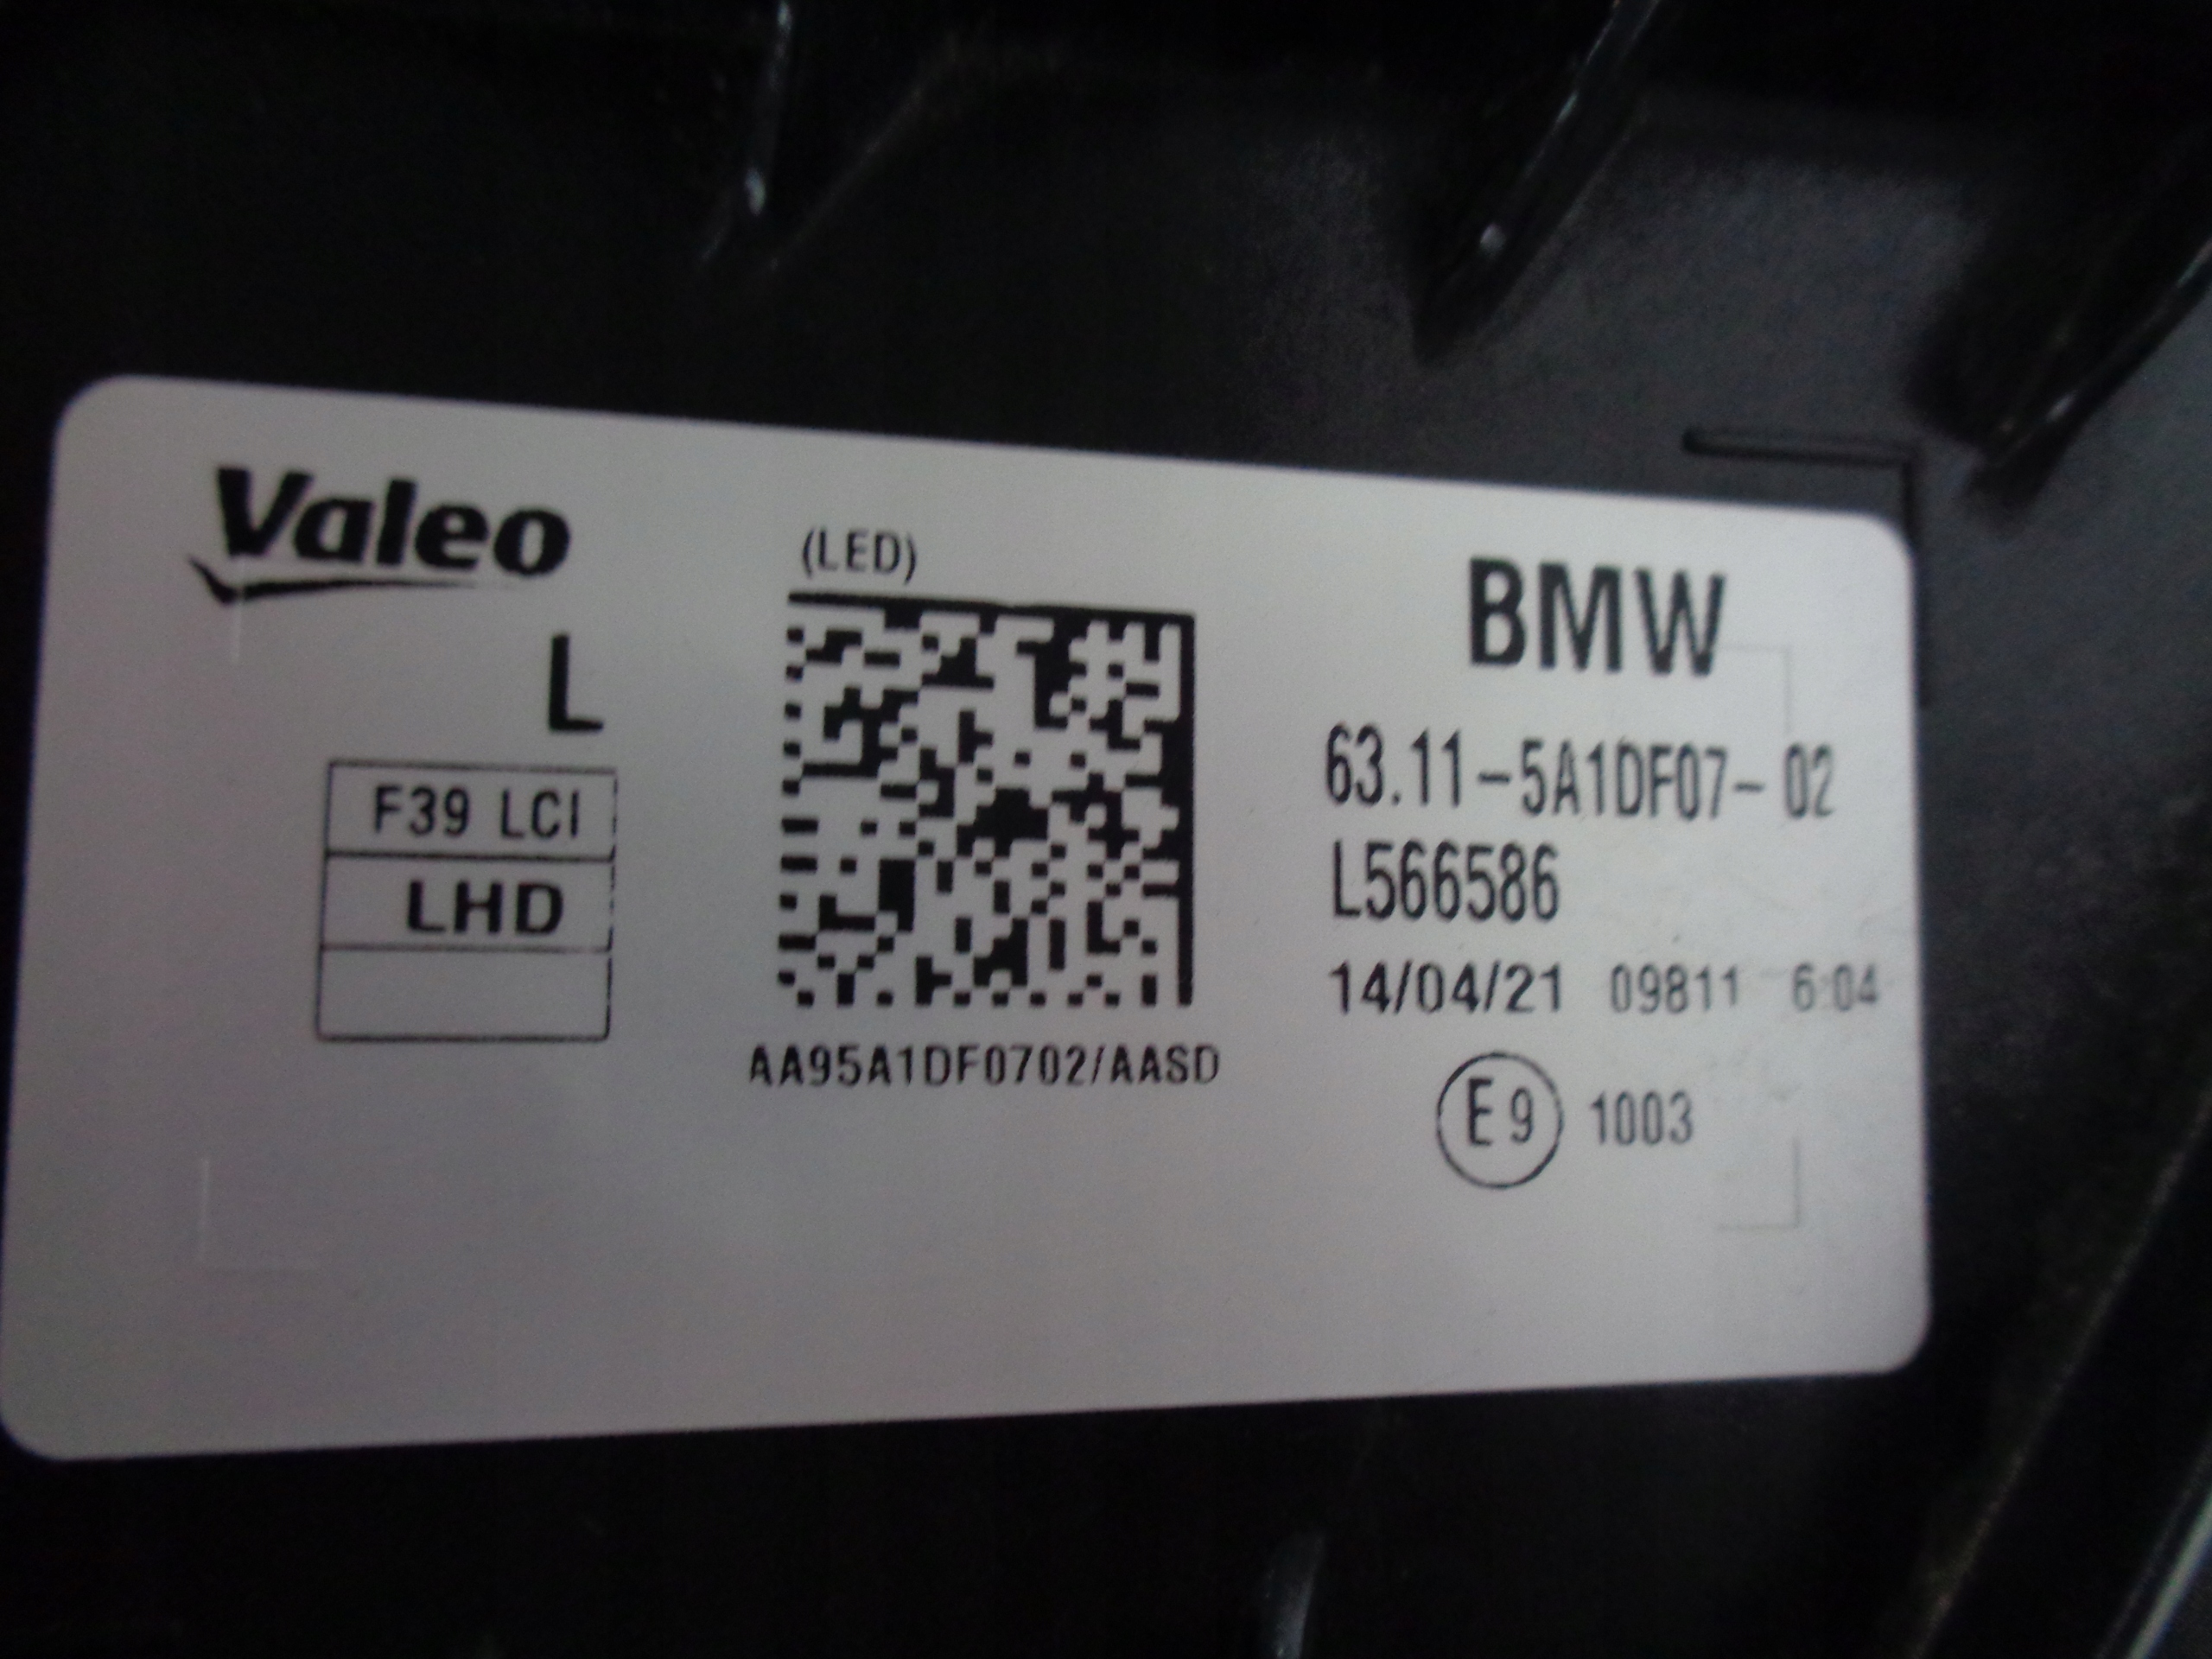 Valeo
L
F39 LCI
LHD
(LED)
AA95A1DF0702/AASD
BMW
63.11-5A1DF07- 02
L566586
14/04/21 09811 6:04
E9 1003